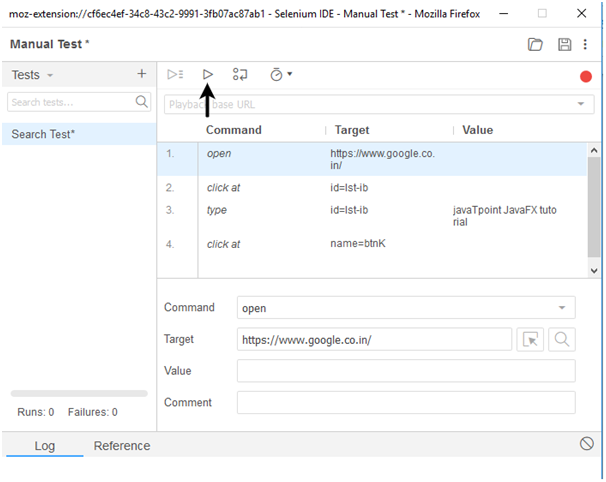 moz-extension://cf6ec4ef-34c8-43c2-9991-3fb07ac87ab1 - Selenium IDE - Manual Test * - Mozilla Firefox
Manual Test *
Tests
Search tests...
Playback base URL
Search Test*
Command Target Value
1. open https://www.google.co.
in/
2. click at id=lst-ib
3. type id=lst-ib javaTpoint JavaFX tuto
rial
4. click at name=btnK
Command open
Target https://www.google.co.in/
Value
Comment
Runs: 0 Failures: 0
Log Reference